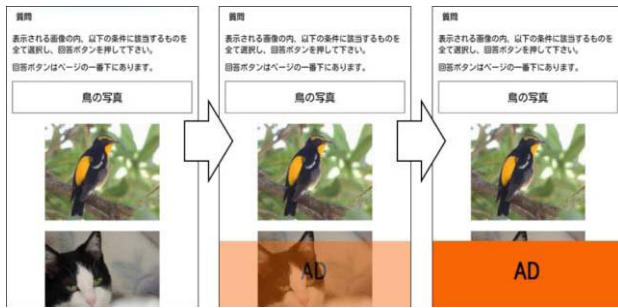 質問
表示される画像の内、以下の条件に該当するものを
全て選択し、回答ボタンを押して下さい。
回答ボタンはページの一番下にあります。
鳥の写真
質問
表示される画像の内、以下の条件に該当するものを
全て選択し、回答ボタンを押して下さい。
回答ボタンはページの一番下にあります。
鳥の写真
AD
質問
表示される画像の内、以下の条件に該当するものを
全て選択し、回答ボタンを押して下さい。
回答ボタンはページの一番下にあります。
鳥の写真
AD